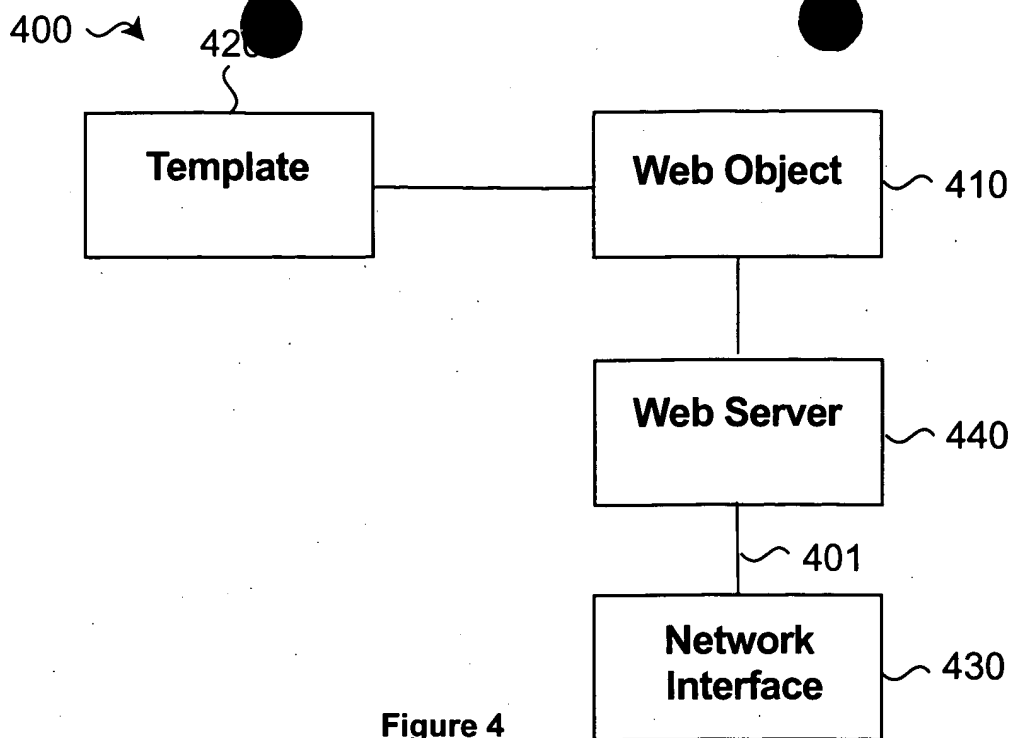 400
420
Template
Web Object
410
Web Server
440
401
Network
Interface
430
Figure 4